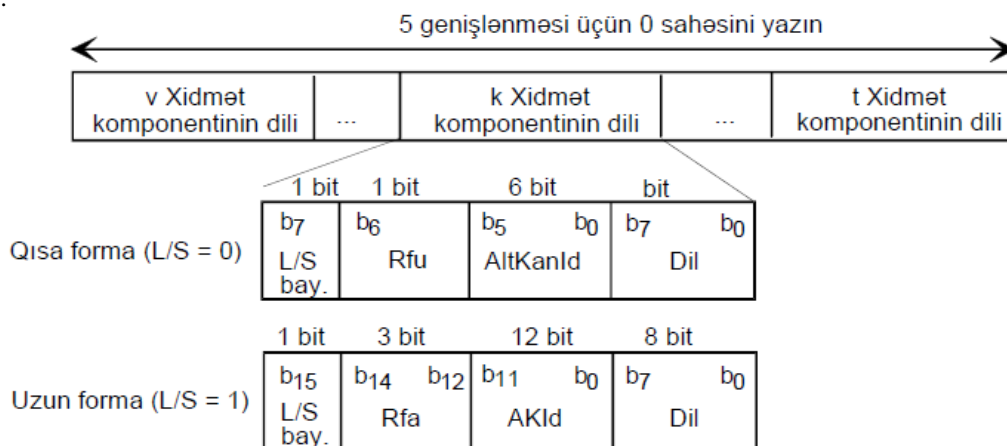 .
5 genişlənməsi üçün 0 sahəsini yazın
v Xidmət komponentinin dili ... k Xidmət komponentinin dili ... t Xidmət komponentinin dili
1 bit 1 bit 6 bit bit
Qısa forma (L/S = 0)
b7 b6 b5 b0 b7 b0
L/S bay. Rfu AltKanId Dil
1 bit 3 bit 12 bit 8 bit
Uzun forma (L/S = 1)
b15 b14 b12 b11 b0 b7 b0
L/S bay. Rfa AKId Dil